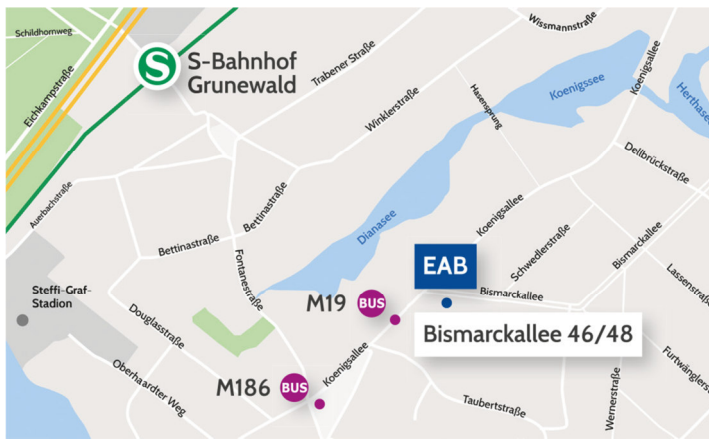 Schildhornweg
Eichkampstraße
S
S-Bahnhof
Grunewald
Trabener Straße
Wissmannstraße
Winklerstraße
Hasensprung
Koenigssee
Koenigsallee
Herthasee
Dellbrückstraße
Auerbachstraße
Bettinastraße
Bettinastraße
Fontanestraße
Dianasee
Koenigsallee
Schwedlerstraße
Bismarckallee
Lassenstraße
EAB
Bismarckallee
Steffi-Graf-
Stadion
M19
BUS
Bismarckallee 46/48
Douglasstraße
Koenigsallee
Oberhaardter Weg
M186
BUS
Taubertstraße
Wernerstraße
Furtwänglerst